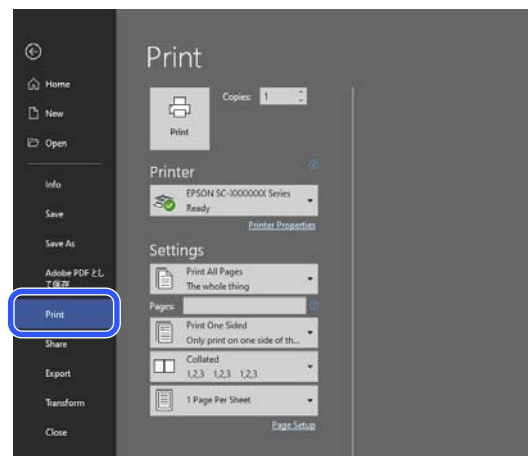 Home
New
Open
Info
Save
Save As
Adobe PDF とし
て保存
Print
Share
Export
Transform
Close
Print
Print
Copies:
1
Printer
EPSON SC-XXXXXXX Series
Ready
Printer Properties
Settings
Print All Pages
The whole thing
Pages:
Print One Sided
Only print on one side of th...
Collated
1,2,3 1,2,3 1,2,3
1 Page Per Sheet
Page Setup